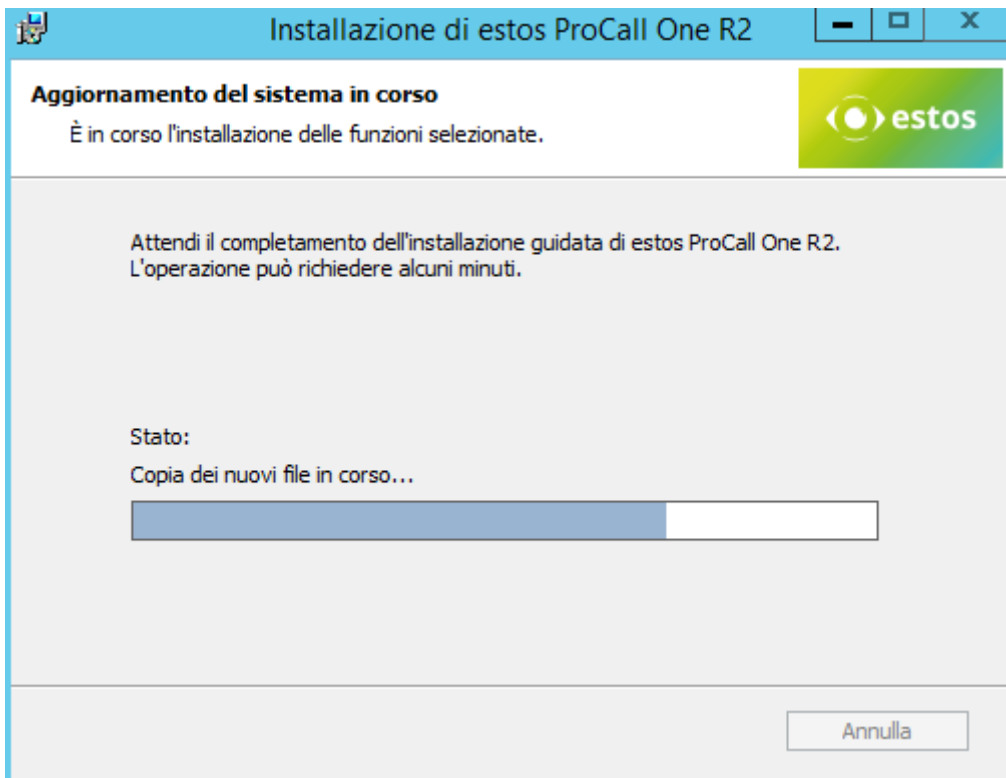 Installazione di estos ProCall One R2
Aggiornamento del sistema in corso
È in corso l'installazione delle funzioni selezionate.
estos
Attendi il completamento dell'installazione guidata di estos ProCall One R2.
L'operazione può richiedere alcuni minuti.
Stato:
Copia dei nuovi file in corso...
Annulla